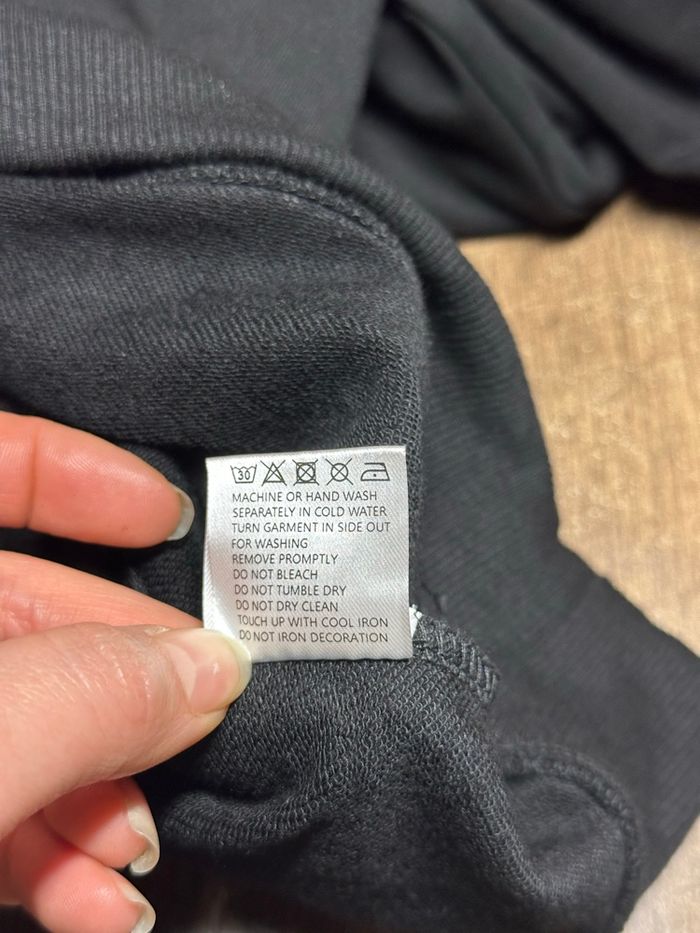 30
MACHINE OR HAND WASH
SEPARATELY IN COLD WATER
TURN GARMENT IN SIDE OUT
FOR WASHING
REMOVE PROMPTLY
DO NOT BLEACH
DO NOT TUMBLE DRY
DO NOT DRY CLEAN
TOUCH UP WITH COOL IRON
DO NOT IRON DECORATION